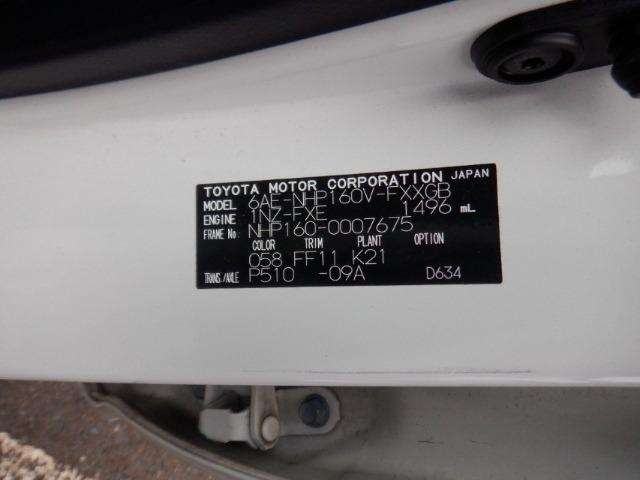 TOYOTA MOTOR CORPORATION JAPAN
MODEL 6AE-NHP160V-FXXGB
ENGINE 1NZ-FXE 1496 mL
FRAME No. NHP160-0007675
COLOR TRIM PLANT OPTION
058 FF11 K21
TRANS./AXLE P510 -09A D634